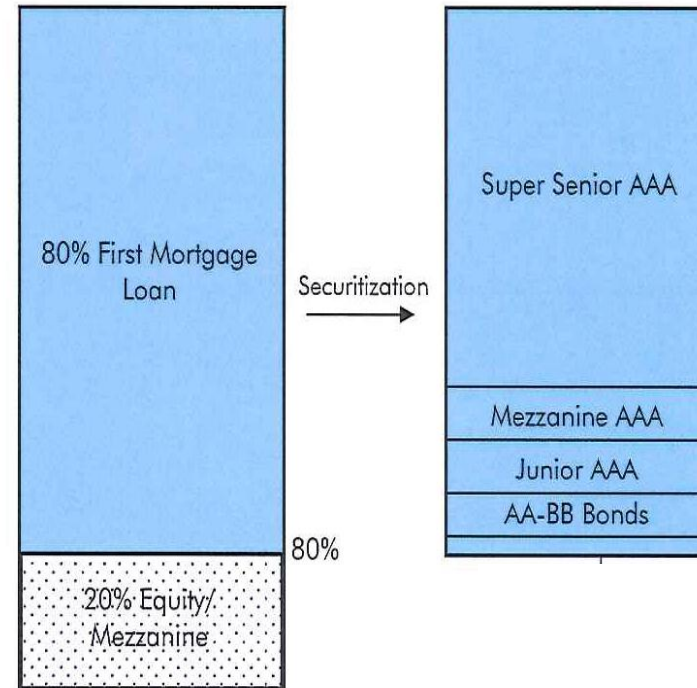 80% First Mortgage
Loan
80%
20% Equity/
Mezzanine
Securitization
Super Senior AAA
Mezzanine AAA
Junior AAA
AA-BB Bonds